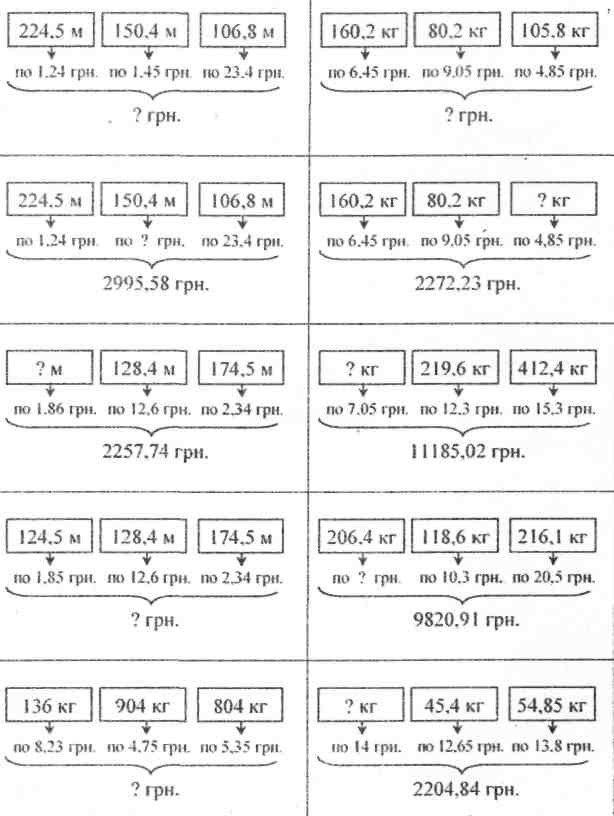 224,5 м 150,4 м 106,8 м
по 1,24 грн. по 1,45 грн. по 23,4 грн.
? грн.
160,2 кг 80,2 кг 105,8 кг
по 6,45 грн. по 9,05 грн. по 4,85 грн.
? грн.
224,5 м 150,4 м 106,8 м
по 1,24 грн. по ? грн. по 23,4 грн.
2995,58 грн.
160,2 кг 80,2 кг ? кг
по 6,45 грн. по 9,05 грн. по 4,85 грн.
2272,23 грн.
? м 128,4 м 174,5 м
по 1,86 грн. по 12,6 грн. по 2,34 грн.
2257,74 грн.
? кг 219,6 кг 412,4 кг
по 7,05 грн. по 12,3 грн. по 15,3 грн.
11185,02 грн.
124,5 м 128,4 м 174,5 м
по 1,85 грн. по 12,6 грн. по 2,34 грн.
? грн.
206,4 кг 118,6 кг 216,1 кг
по ? грн. по 10,3 грн. по 20,5 грн.
9820,91 грн.
136 кг 904 кг 804 кг
по 8,23 грн. по 4,75 грн. по 5,35 грн.
? грн.
? кг 45,4 кг 54,85 кг
по 14 грн. по 12,65 грн. по 13,8 грн.
2204,84 грн.